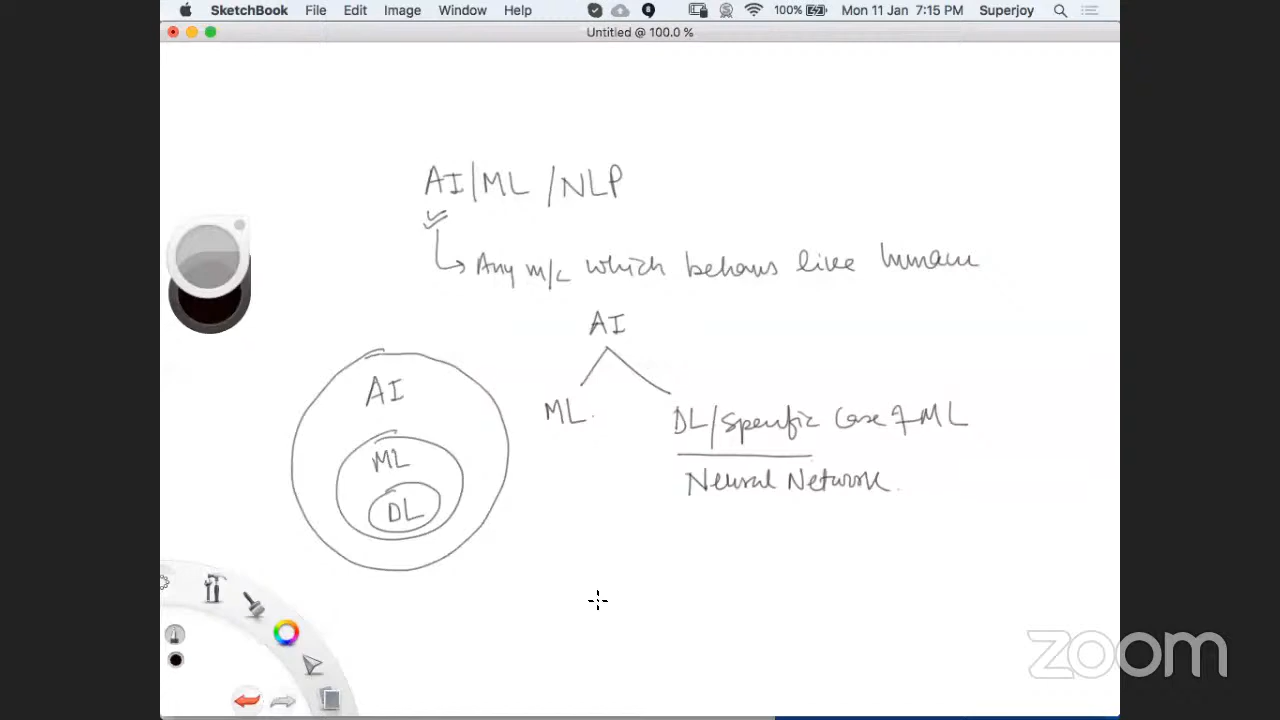 SketchBook File Edit Image Window Help 100% Mon 11 Jan 7:15 PM Superjoy
Untitled @ 100.0 %
AI/ML/NLP
Any m/c which behaves like human
AI
AI
ML. DL/Specific Case of ML
ML
Neural Network.
DL
zoom